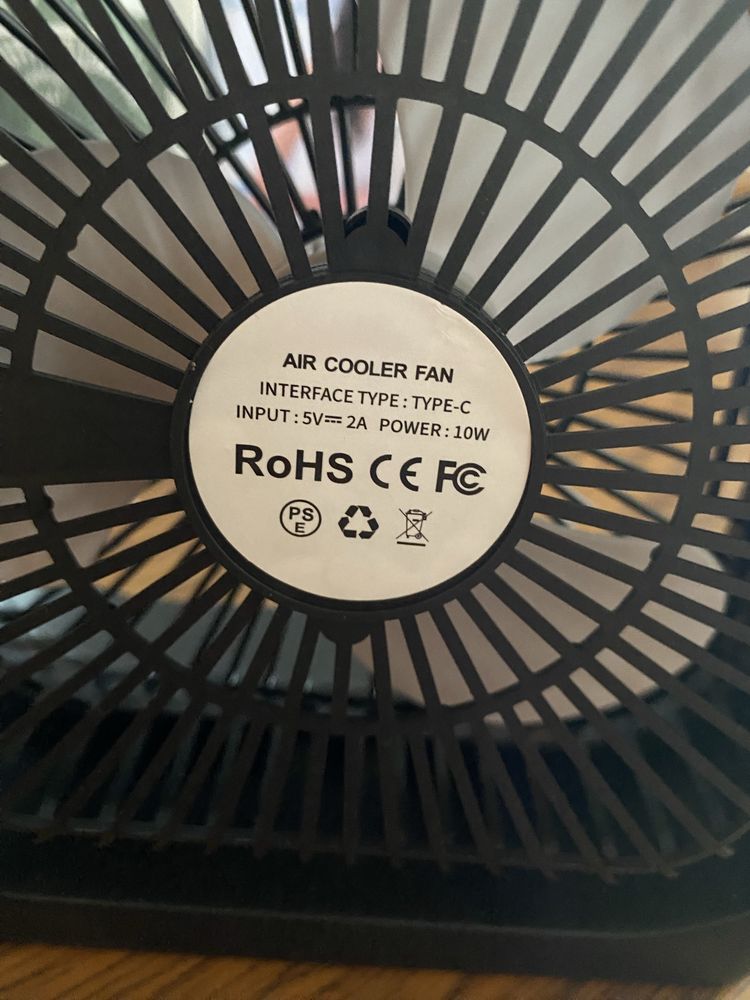 AIR COOLER FAN
INTERFACE TYPE : TYPE-C
INPUT : 5V⎓ 2A POWER : 10W
RoHS CE FC
PS E